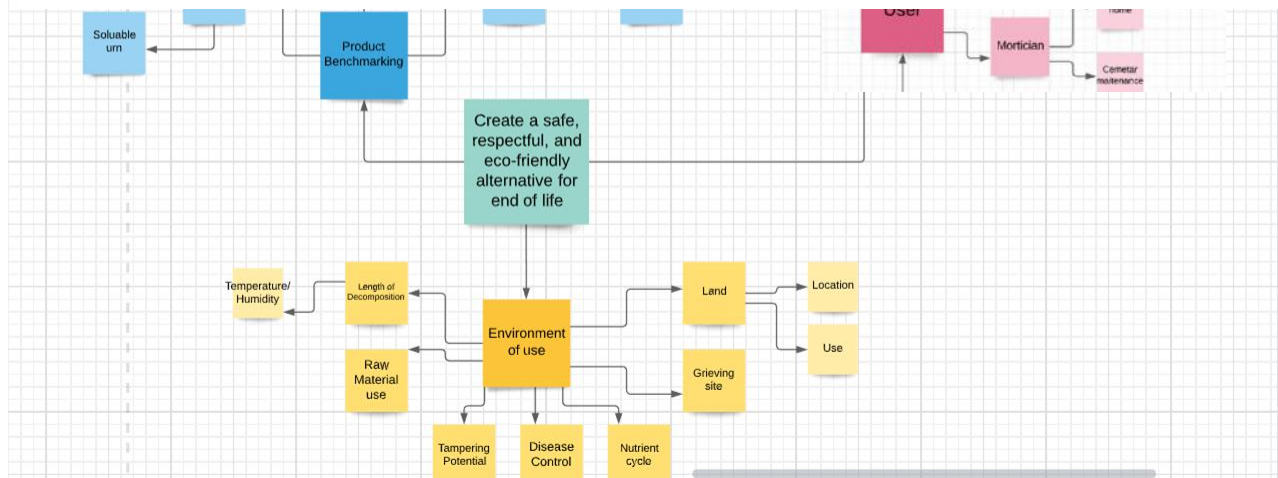 Soluable
urn
Product
Benchmarking
User
Mortician
home
Cemetar
maitenance
Create a safe,
respectful, and
eco-friendly
alternative for
end of life
Temperature/
Humidity
Length of
Decomposition
Land
Location
Environment
of use
Use
Raw
Material
use
Grieving
site
Tampering
Potential
Disease
Control
Nutrient
cycle